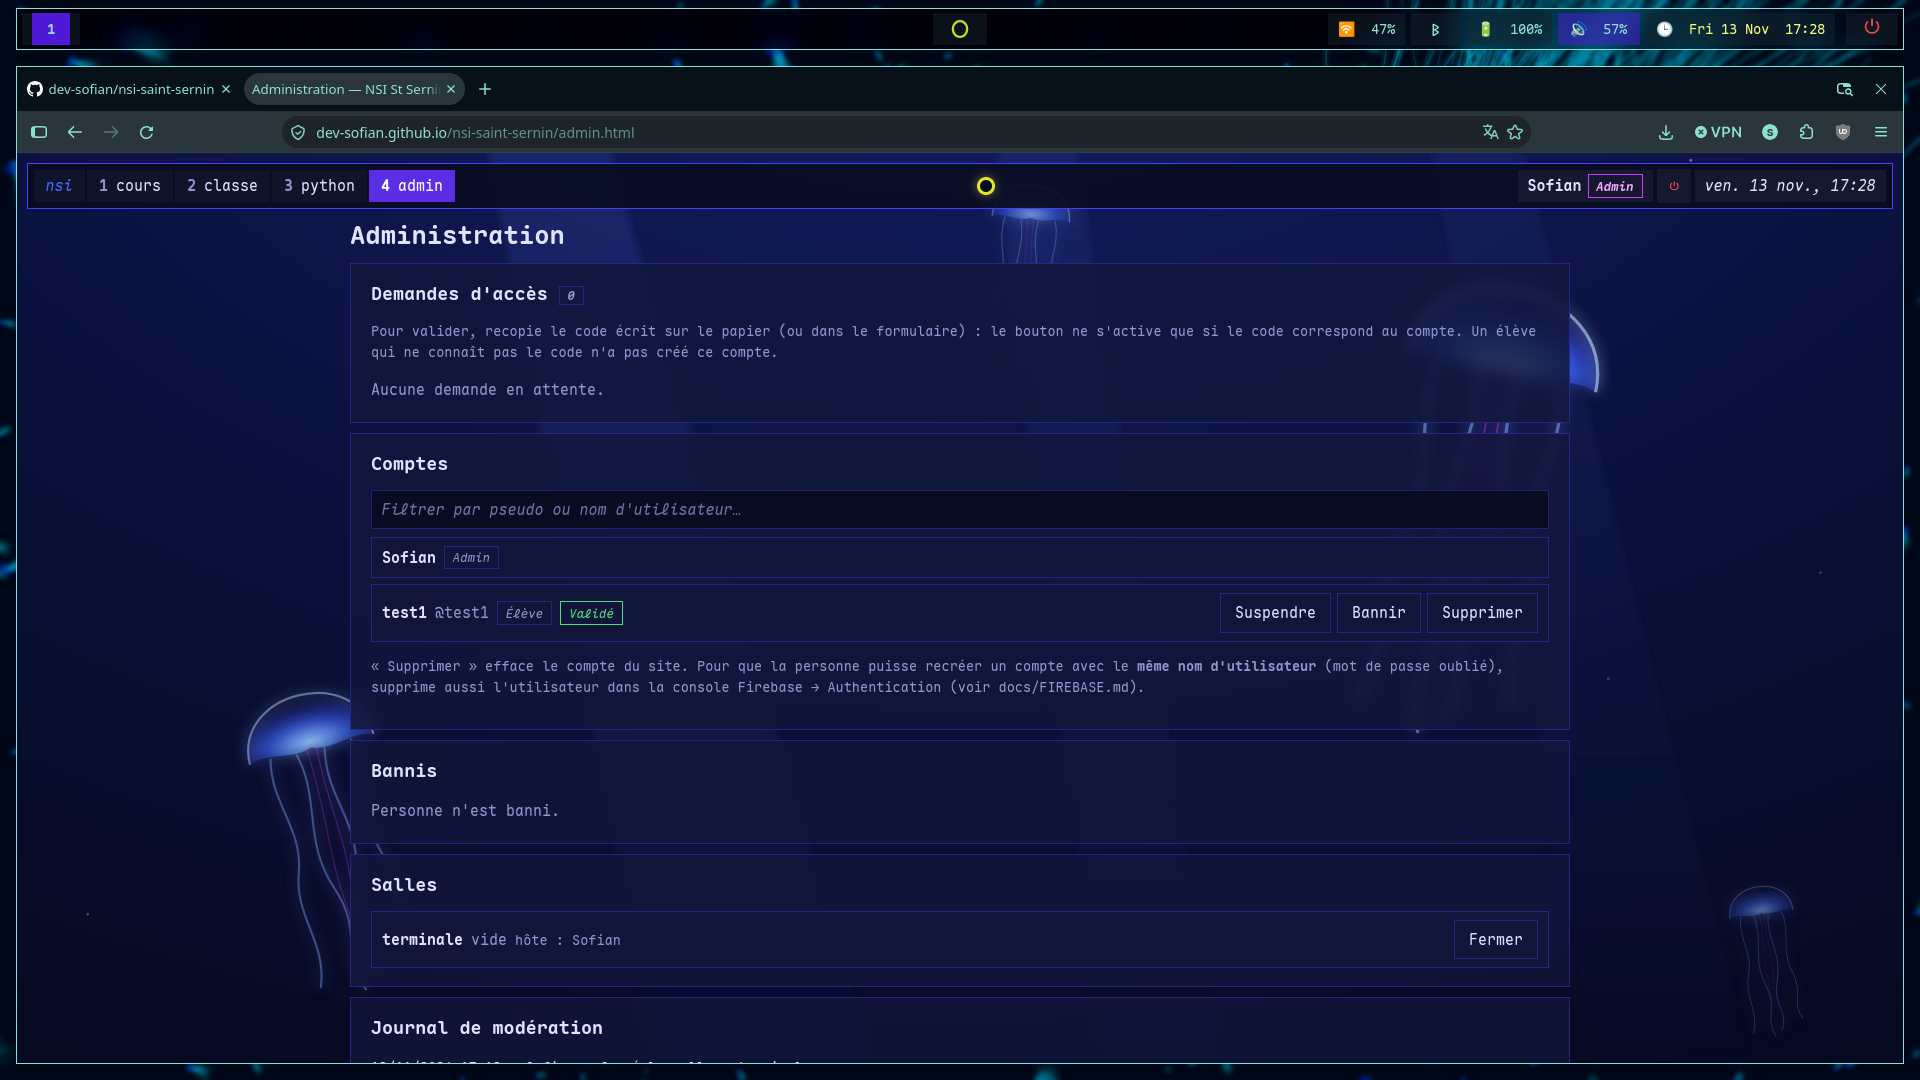 1
47%
100%
57%
Fri 13 Nov 17:28
dev-sofian/nsi-saint-sernin
Administration — NSI St Serni
dev-sofian.github.io/nsi-saint-sernin/admin.html
VPN
S
nsi
1 cours
2 classe
3 python
4 admin
Sofian Admin
ven. 13 nov., 17:28
Administration
Demandes d'accès 0
Pour valider, recopie le code écrit sur le papier (ou dans le formulaire) : le bouton ne s'active que si le code correspond au compte. Un élève
qui ne connaît pas le code n'a pas créé ce compte.
Aucune demande en attente.
Comptes
Filtrer par pseudo ou nom d'utilisateur…
Sofian Admin
test1 @test1 Élève Validé
Suspendre
Bannir
Supprimer
« Supprimer » efface le compte du site. Pour que la personne puisse recréer un compte avec le même nom d'utilisateur (mot de passe oublié),
supprime aussi l'utilisateur dans la console Firebase → Authentication (voir docs/FIREBASE.md).
Bannis
Personne n'est banni.
Salles
terminale vide hôte : Sofian
Fermer
Journal de modération